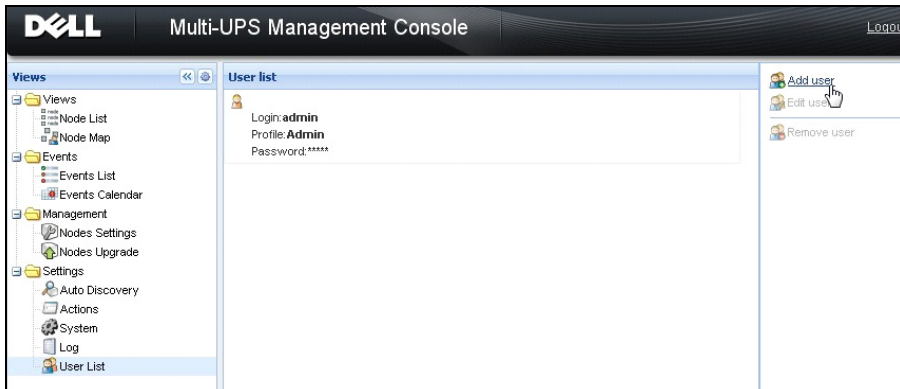 DELL
Multi-UPS Management Console
Views
Views
Node List
Node Map
Events
Events List
Events Calendar
Management
Nodes Settings
Nodes Upgrade
Settings
Auto Discovery
Actions
System
Log
User List
User list
Login:admin
Profile:Admin
Password:*****
Add user
Edit
Remove user